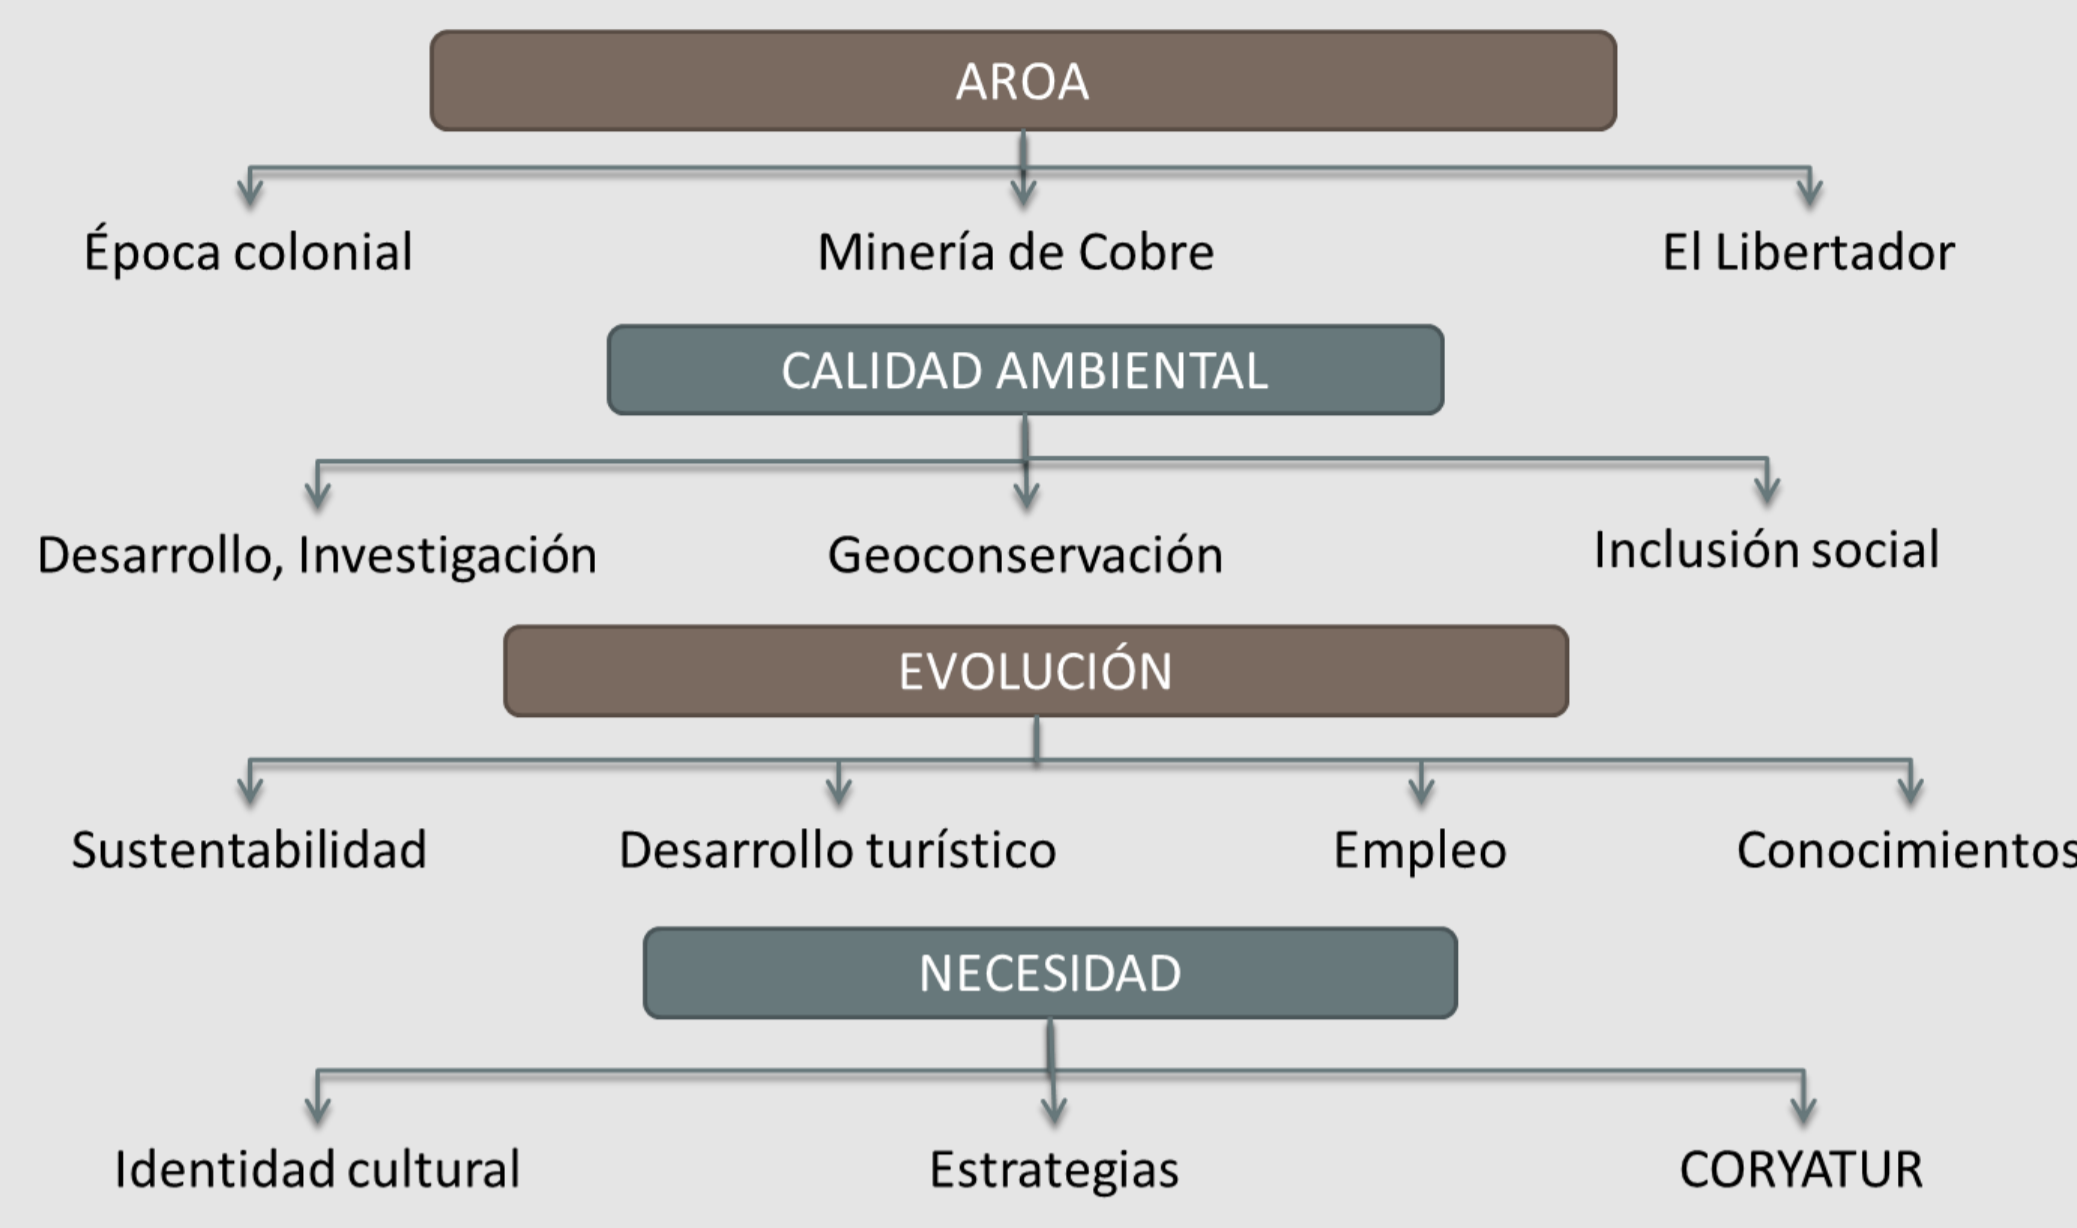 AROA
Época colonial
Minería de Cobre
El Libertador
CALIDAD AMBIENTAL
Desarrollo, Investigación
Geoconservación
Inclusión social
EVOLUCIÓN
Sustentabilidad
Desarrollo turístico
Empleo
Conocimientos
NECESIDAD
Identidad cultural
Estrategias
CORYATUR